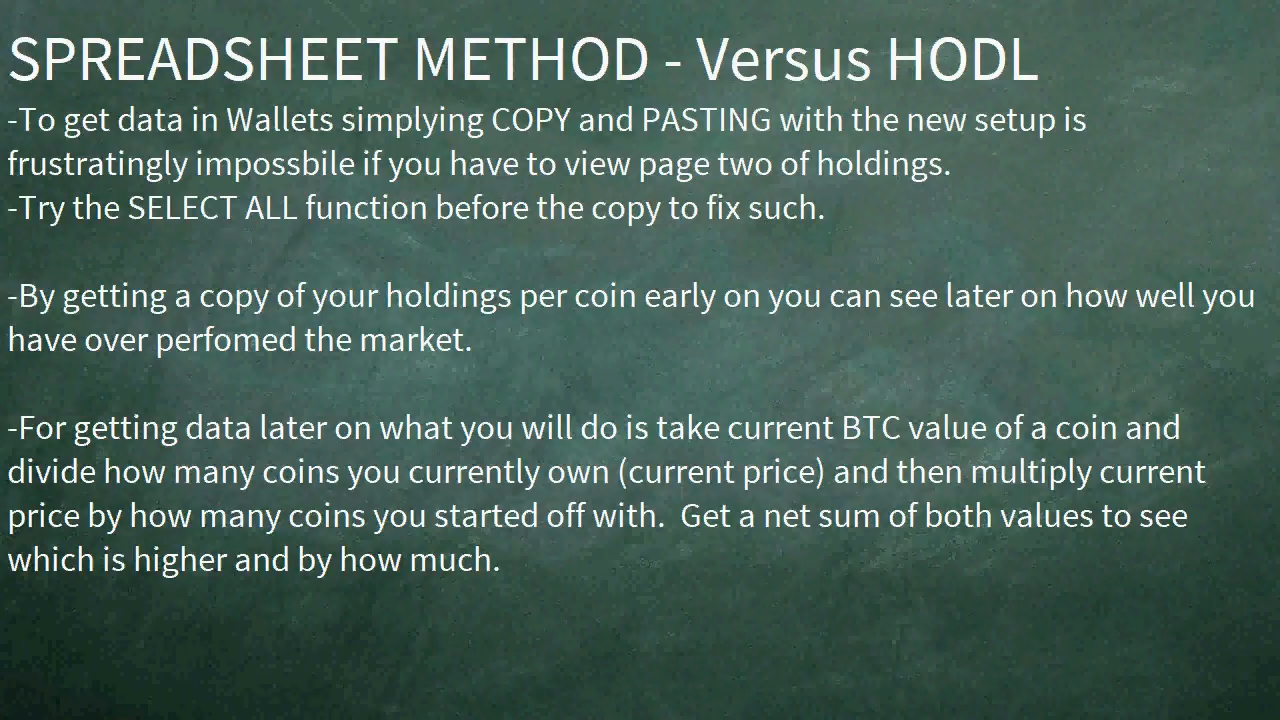 SPREADSHEET METHOD - Versus HODL
-To get data in Wallets simplying COPY and PASTING with the new setup is
frustratingly impossbile if you have to view page two of holdings.
-Try the SELECT ALL function before the copy to fix such.
-By getting a copy of your holdings per coin early on you can see later on how well you
have over perfomed the market.
-For getting data later on what you will do is take current BTC value of a coin and
divide how many coins you currently own (current price) and then multiply current
price by how many coins you started off with.  Get a net sum of both values to see
which is higher and by how much.